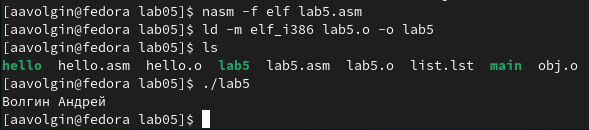 [aavolgin@fedora lab05]$ nasm -f elf lab5.asm
[aavolgin@fedora lab05]$ ld -m elf_i386 lab5.o -o lab5
[aavolgin@fedora lab05]$ ls
hello  hello.asm  hello.o  lab5  lab5.asm  lab5.o  list.lst  main  obj.o
[aavolgin@fedora lab05]$ ./lab5
Волгин Андрей
[aavolgin@fedora lab05]$